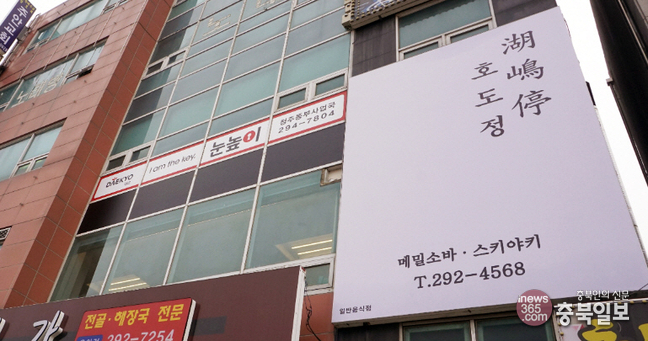 DAEKYO
I am the key.
눈높이
청주동부사업국
294-7804
湖嶋停
호도정
메밀소바 · 스키야키
T.292-4568
일반음식점
전골 · 해장국 전문
292-7254
충북인의 신문
inews365.com
충북일보